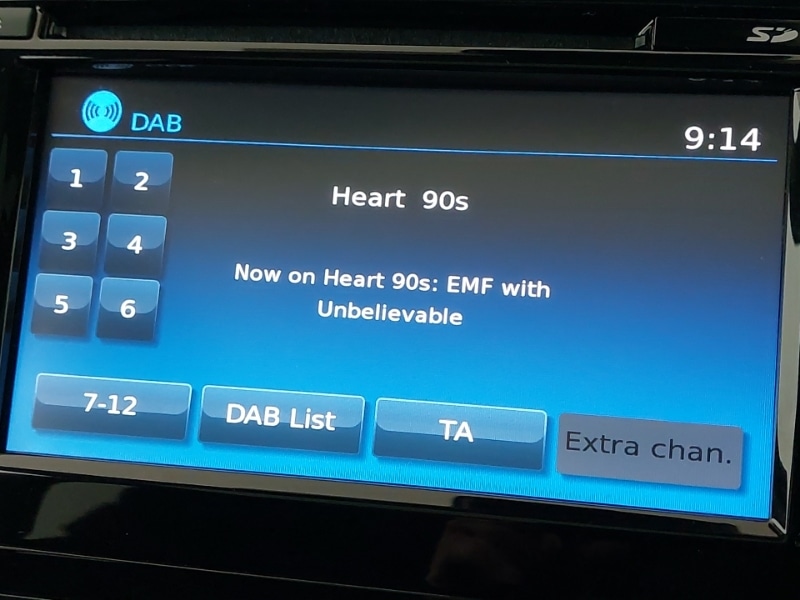 SD
DAB
9:14
1 2
3 4
5 6
Heart 90s
Now on Heart 90s: EMF with
Unbelievable
7-12
DAB List
TA
Extra chan.